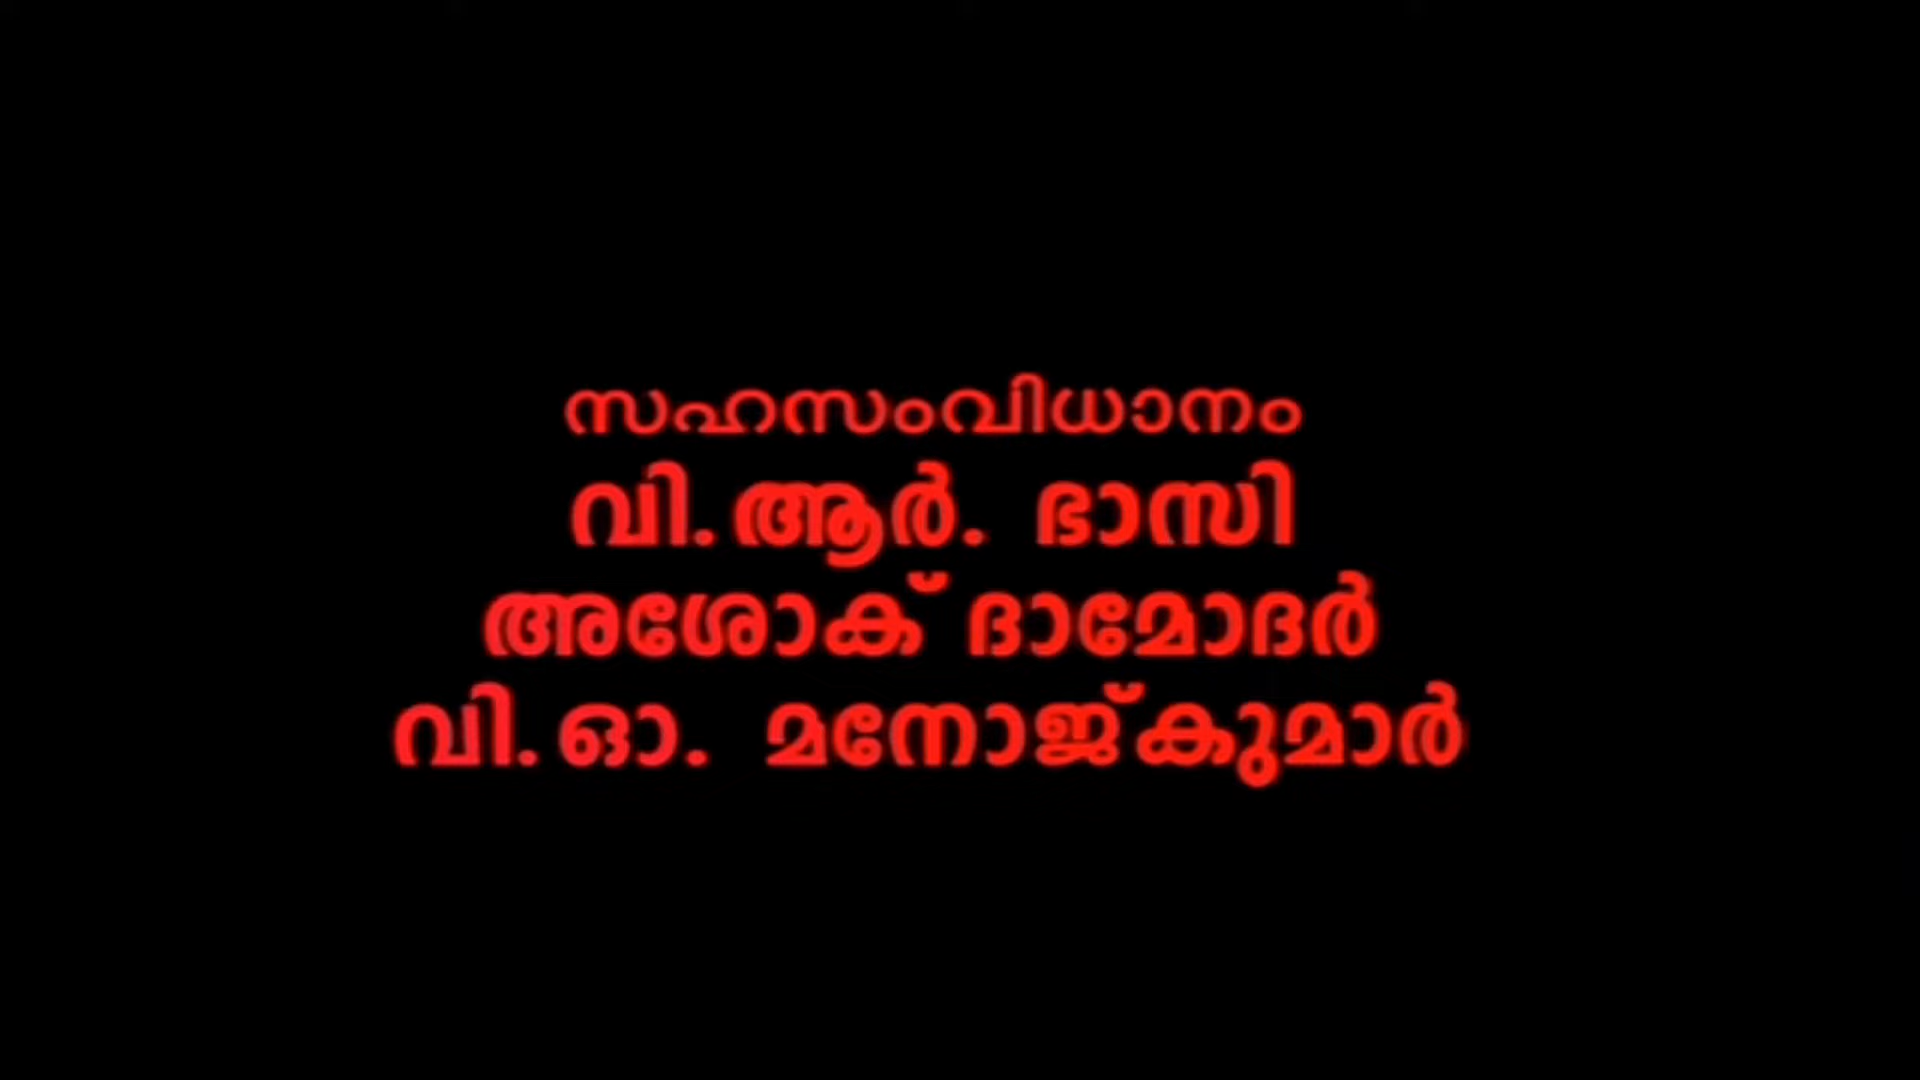 സഹസംവിധാനം
വി.ആർ. ഭാസി
അശോക് ദാമോദർ
വി.ഓ. മനോജ്കുമാർ